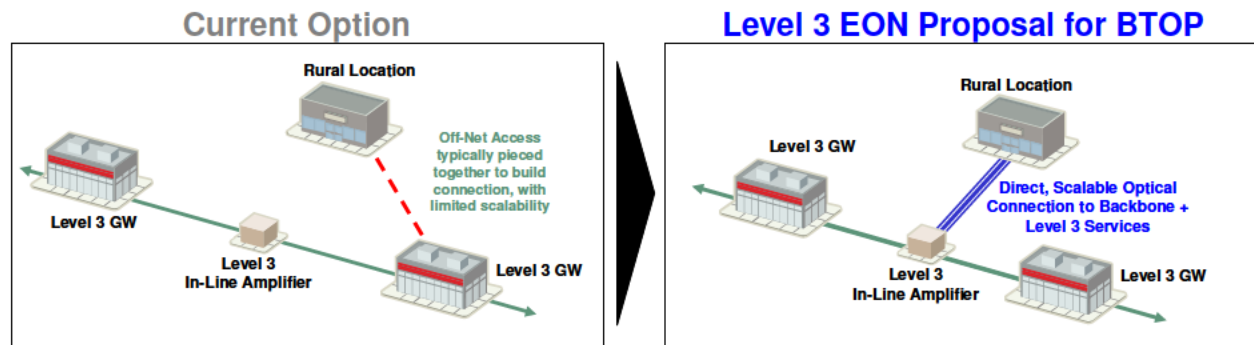 Current Option
Rural Location
Off-Net Access
typically pieced
together to build
connection, with
limited scalability
Level 3 GW
Level 3
In-Line Amplifier
Level 3 GW
Level 3 EON Proposal for BTOP
Rural Location
Level 3 GW
Direct, Scalable Optical
Connection to Backbone +
Level 3 Services
Level 3
In-Line Amplifier
Level 3 GW